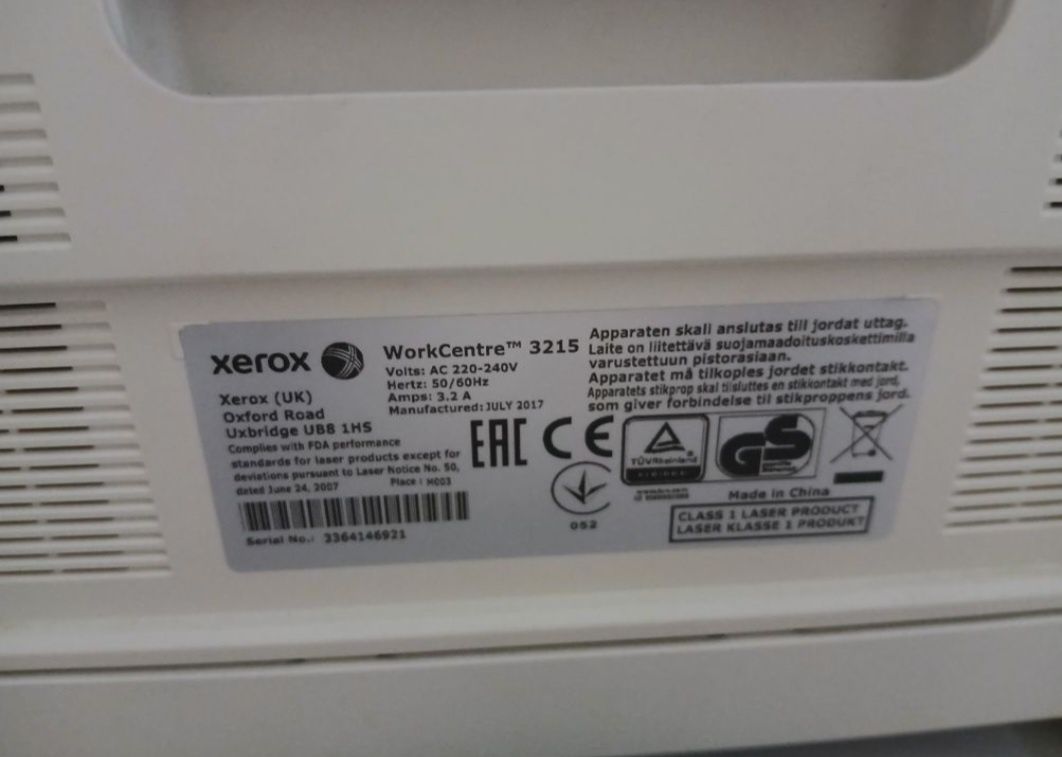 xerox
WorkCentre™ 3215
Volts: AC 220-240V
Hertz: 50/60Hz
Amps: 3.2 A
Manufactured: JULY 2017
Apparaten skall anslutas till jordat uttag.
Laite on liitettävä suojamaadoituskoskettimilla
varustettuun pistorasiaan.
Apparatet må tilkoples jordet stikkontakt.
Apparatets stikprop skal tilsluttes en stikkontakt med jord,
som giver forbindelse til stikproppens jord.
Xerox (UK)
Oxford Road
Uxbridge UB8 1HS
Complies with FDA performance
standards for laser products except for
deviations pursuant to Laser Notice No. 50,
dated June 24, 2007 Place : M003
Serial No.: 3364146921
EAC CE
052
TÜVRheinland
GS
Made in China
CLASS 1 LASER PRODUCT
LASER KLASSE 1 PRODUKT